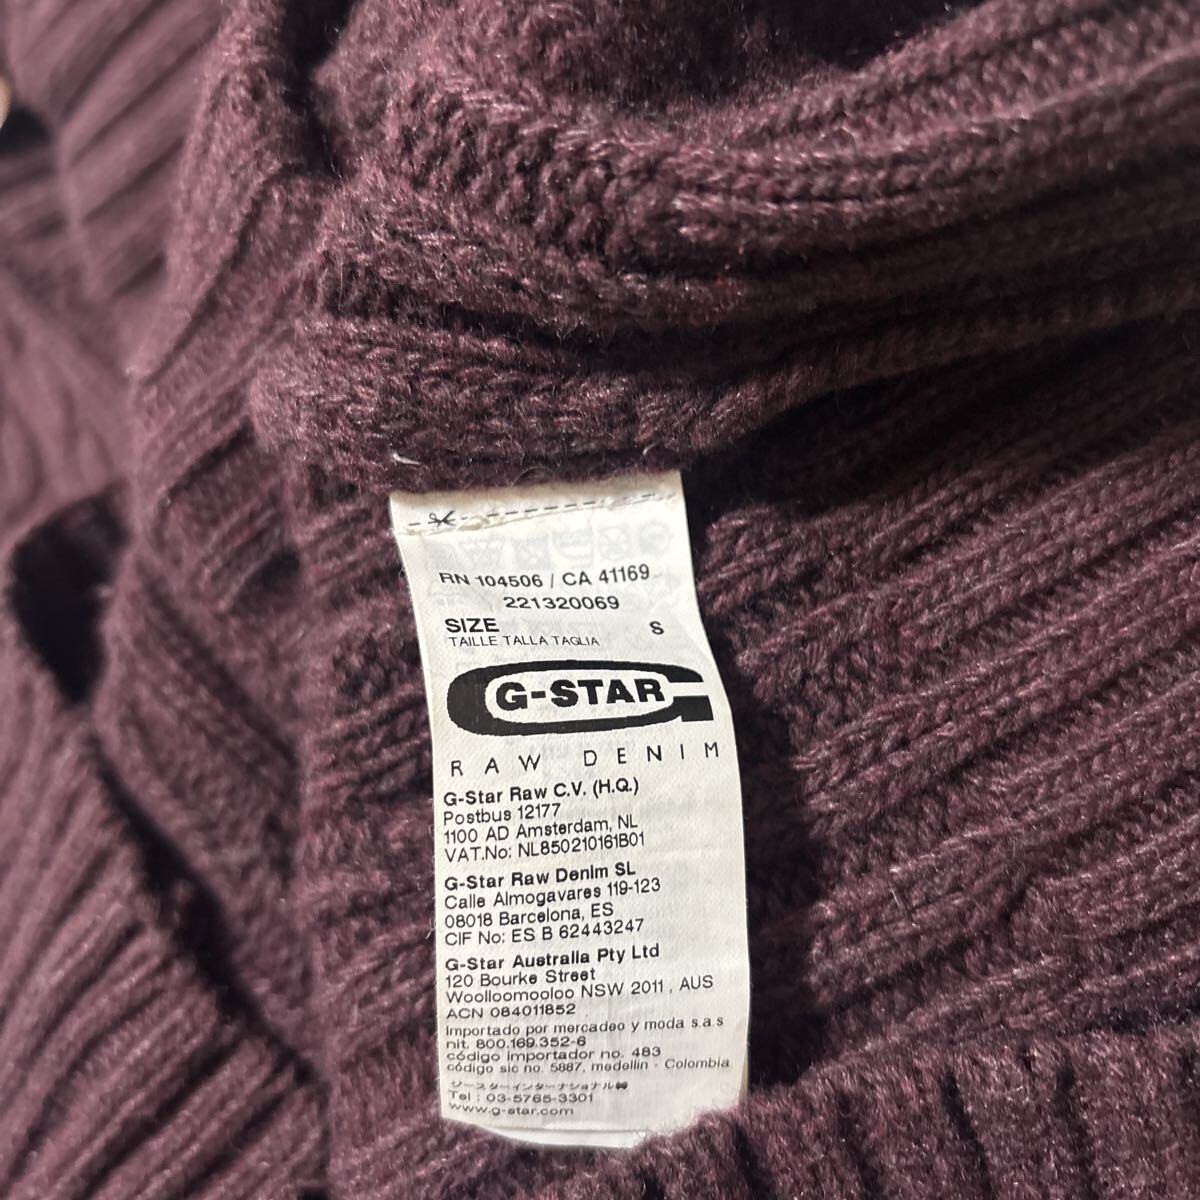 RN 104506 / CA 41169
221320069
SIZE S
TAILLE TALLA TAGLIA
G-STAR
RAW DENIM
G-Star Raw C.V. (H.Q.)
Postbus 12177
1100 AD Amsterdam, NL
VAT.No: NL850210161B01
G-Star Raw Denim SL
Calle Almogavares 119-123
08018 Barcelona, ES
CIF No: ES B 62443247
G-Star Australia Pty Ltd
120 Bourke Street
Woolloomooloo NSW 2011 , AUS
ACN 084011852
Importado por mercadeo y moda s.a.s
nit. 800.169.352-6
código importador no. 483
código sic no. 5887, medellin - Colombia
ジースターインターナショナル㈱
Tel : 03-5765-3301
www.g-star.com